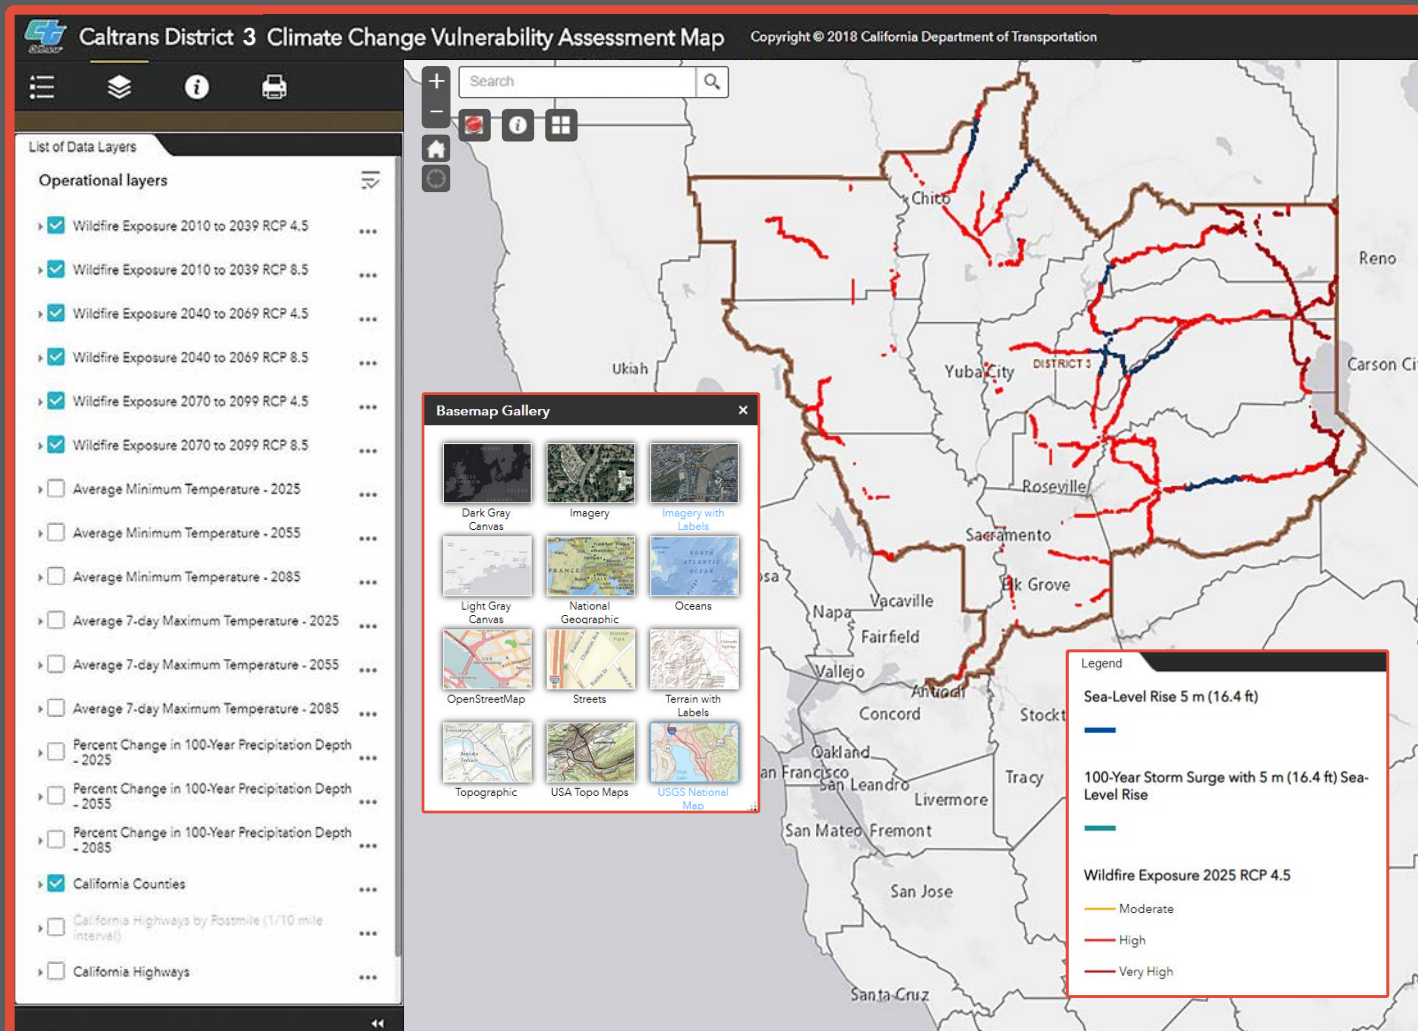 Caltrans District 3 Climate Change Vulnerability Assessment Map
Copyright © 2018 California Department of Transportation
List of Data Layers
Operational layers
Wildfire Exposure 2010 to 2039 RCP 4.5
Wildfire Exposure 2010 to 2039 RCP 8.5
Wildfire Exposure 2040 to 2069 RCP 4.5
Wildfire Exposure 2040 to 2069 RCP 8.5
Wildfire Exposure 2070 to 2099 RCP 4.5
Wildfire Exposure 2070 to 2099 RCP 8.5
Average Minimum Temperature - 2025
Average Minimum Temperature - 2055
Average Minimum Temperature - 2085
Average 7-day Maximum Temperature - 2025
Average 7-day Maximum Temperature - 2055
Average 7-day Maximum Temperature - 2085
Percent Change in 100-Year Precipitation Depth
- 2025
Percent Change in 100-Year Precipitation Depth
- 2055
Percent Change in 100-Year Precipitation Depth
- 2085
California Counties
California Highways by Postmile (1/10 mile
interval)
California Highways
Search
Chico
Reno
Ukiah
Yuba City
DISTRICT 3
Carson Ci
Roseville
Sacramento
Elk Grove
osa
Napa
Vacaville
Fairfield
Vallejo
Antioch
Concord
Stockt
Oakland
an Francisco
San Leandro
Tracy
Livermore
San Mateo
Fremont
San Jose
Santa Cruz
Basemap Gallery
Dark Gray
Canvas
Imagery
Imagery with
Labels
Light Gray
Canvas
FRANCE
National
Geographic
NORTH
ATLANTIC
OCEAN
Oceans
OpenStreetMap
Streets
Terrain with
Labels
Topographic
USA Topo Maps
USGS National
Map
Legend
Sea-Level Rise 5 m (16.4 ft)
100-Year Storm Surge with 5 m (16.4 ft) Sea-
Level Rise
Wildfire Exposure 2025 RCP 4.5
Moderate
High
Very High